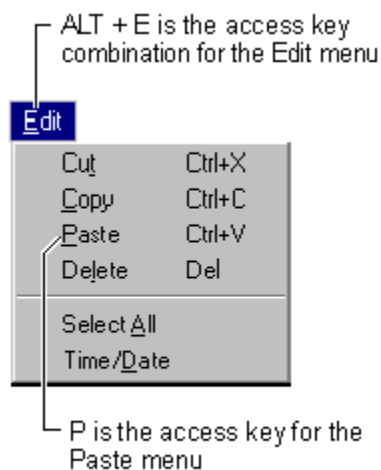 ALT + E is the access key
combination for the Edit menu
Edit
Cut Ctrl+X
Copy Ctrl+C
Paste Ctrl+V
Delete Del
Select All
Time/Date
P is the access key for the
Paste menu